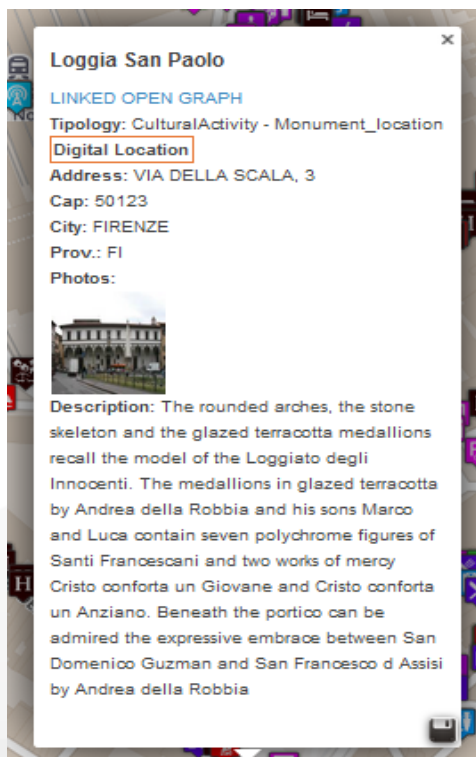 ×
Loggia San Paolo
LINKED OPEN GRAPH
Tipology: CulturalActivity - Monument_location
Digital Location
Address: VIA DELLA SCALA, 3
Cap: 50123
City: FIRENZE
Prov.: FI
Photos:
Description: The rounded arches, the stone
skeleton and the glazed terracotta medallions
recall the model of the Loggiato degli
Innocenti. The medallions in glazed terracotta
by Andrea della Robbia and his sons Marco
and Luca contain seven polychrome figures of
Santi Francescani and two works of mercy
Cristo conforta un Giovane and Cristo conforta
un Anziano. Beneath the portico can be
admired the expressive embrace between San
Domenico Guzman and San Francesco d Assisi
by Andrea della Robbia
H